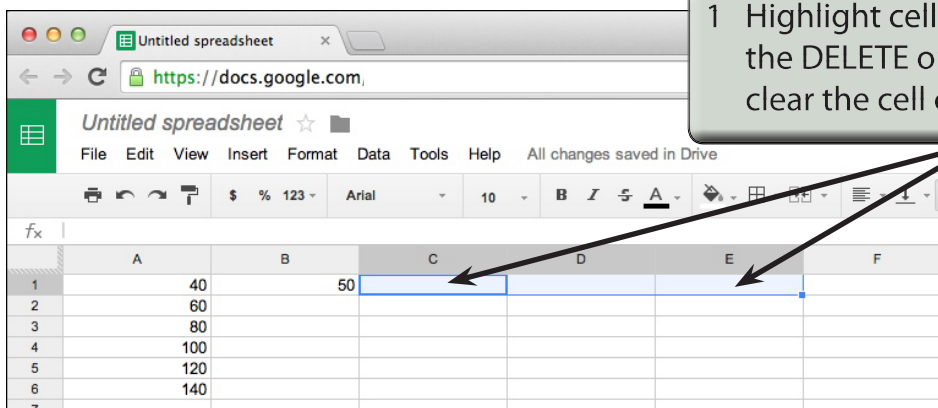 1 Highlight cell
the DELETE o
clear the cell
Untitled spreadsheet ×
https://docs.google.com
Untitled spreadsheet
File Edit View Insert Format Data Tools Help All changes saved in Drive
$ % 123 Arial 10 B I S A
fx
A B C D E F
1 40 50
2 60
3 80
4 100
5 120
6 140